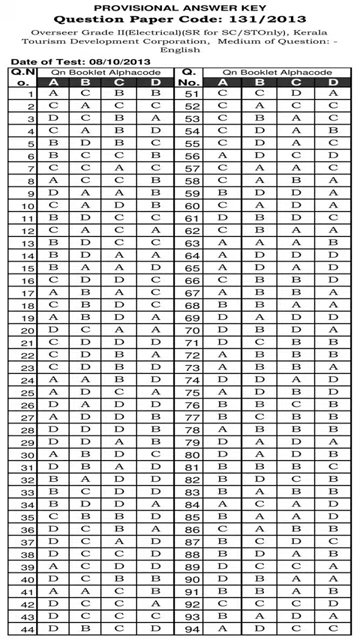 PROVISIONAL ANSWER KEY
Question Paper Code: 131/2013
Overseer Grade II(Electrical)(SR for SC/STOnly), Kerala
Tourism Development Corporation, Medium of Question: -
English
Date of Test: 08/10/2013
Q.N Qn Booklet Alphacode Q. Qn Booklet Alphacode
o. A B C D No. A B C D
1 A C B B 51 C C D A
2 C A C C 52 C A C C
3 D C B A 53 C B A C
4 C A B D 54 C D A B
5 B D B C 55 C D A C
6 B C C B 56 A D C D
7 C C A C 57 C A A C
8 A C C B 58 C A B A
9 D A A B 59 B D D A
10 C A D B 60 C A D A
11 B D C C 61 D B D C
12 C A C A 62 C B A A
13 B D C C 63 A A A B
14 B D A A 64 A D D D
15 B A A D 65 A D A D
16 C D D C 66 C B B D
17 A B A C 67 A B B A
18 C B D C 68 B B A A
19 A B D A 69 D A D D
20 D C A A 70 D B D A
21 C D D D 71 D C B B
22 C D B A 72 A B B B
23 C D B D 73 A B B A
24 A A B D 74 D D A D
25 A D C A 75 A D B D
26 D A D D 76 B B C B
27 A D D B 77 B C B B
28 D D D B 78 A B B B
29 D D A B 79 D A D A
30 A B D C 80 D A D B
31 D B A D 81 B B B C
32 B A D D 82 B D C B
33 B C D D 83 B A B B
34 B D D A 84 A C A D
35 C B B D 85 B A A D
36 D C B A 86 C A B B
37 D C A D 87 B C D C
38 D C C D 88 B D A B
39 A C D D 89 D C C A
40 D C B B 90 D B A A
41 A A C B 91 B B A B
42 D C C A 92 C C C D
43 D C C C 93 B A D A
44 D B C D 94 A D C C